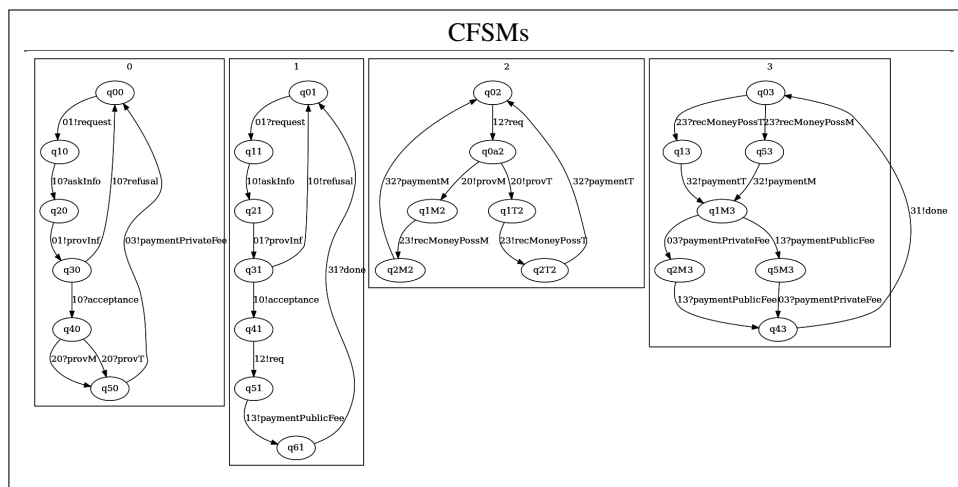 CFSMs
0
q00
01!request
q10
10?askInfo
q20
01!provInf
q30
10?refusal
10?acceptance
q40
20?provM
20?provT
q50
03!paymentPrivateFee
1
q01
01?request
q11
10!askInfo
q21
01?provInf
q31
10!refusal
10!acceptance
q41
12!req
q51
13!paymentPublicFee
q61
31?done
2
q02
12?req
q0a2
20!provM
20!provT
q1M2
q1T2
23!recMoneyPossM
23!recMoneyPossT
q2M2
q2T2
32?paymentM
32?paymentT
3
q03
23?recMoneyPossT
23?recMoneyPossM
q13
q53
32!paymentT
32!paymentM
q1M3
03?paymentPrivateFee
13?paymentPublicFee
q2M3
q5M3
13?paymentPublicFee
03?paymentPrivateFee
q43
31!done